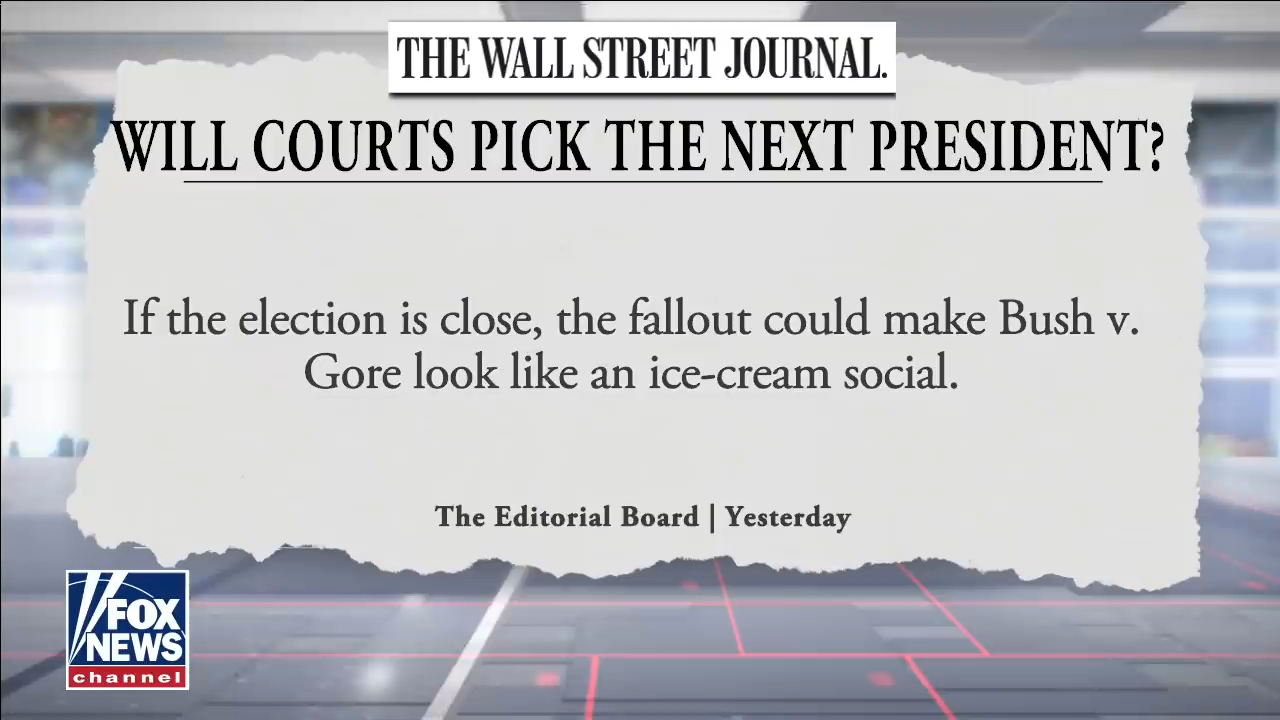 THE WALL STREET JOURNAL.
WILL COURTS PICK THE NEXT PRESIDENT?
If the election is close, the fallout could make Bush v.
Gore look like an ice-cream social.
The Editorial Board | Yesterday
FOX
NEWS
channel